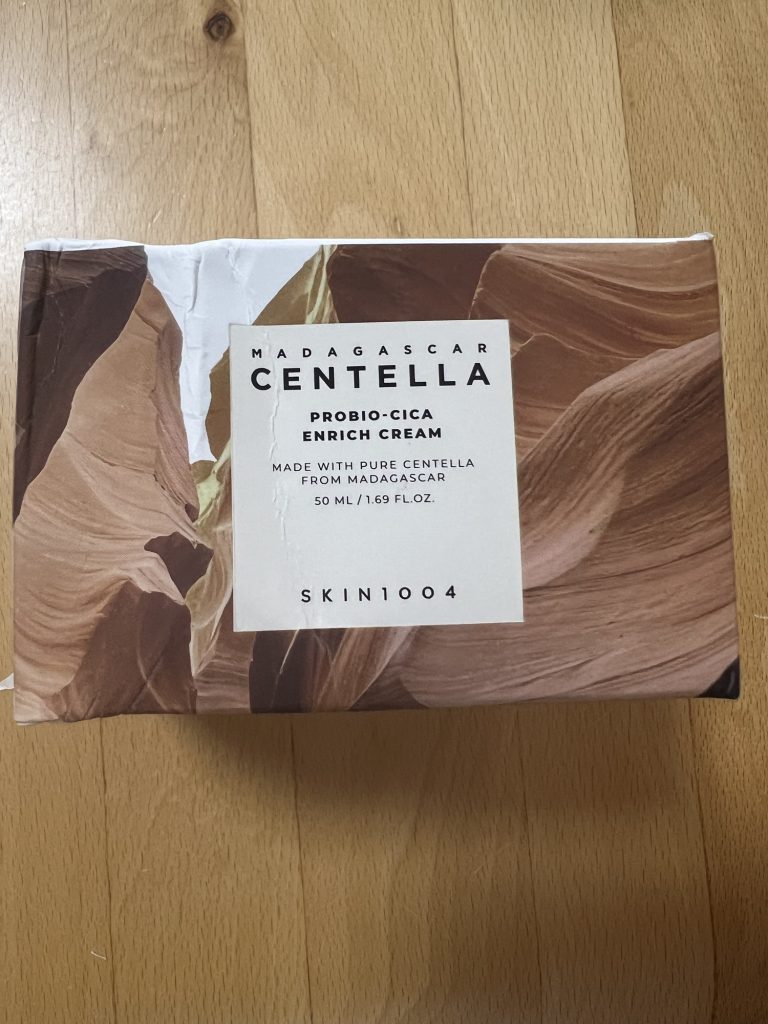 MADAGASCAR
CENTELLA
PROBIO-CICA
ENRICH CREAM
MADE WITH PURE CENTELLA
FROM MADAGASCAR
50 ML / 1.69 FL.OZ.
SKIN1004